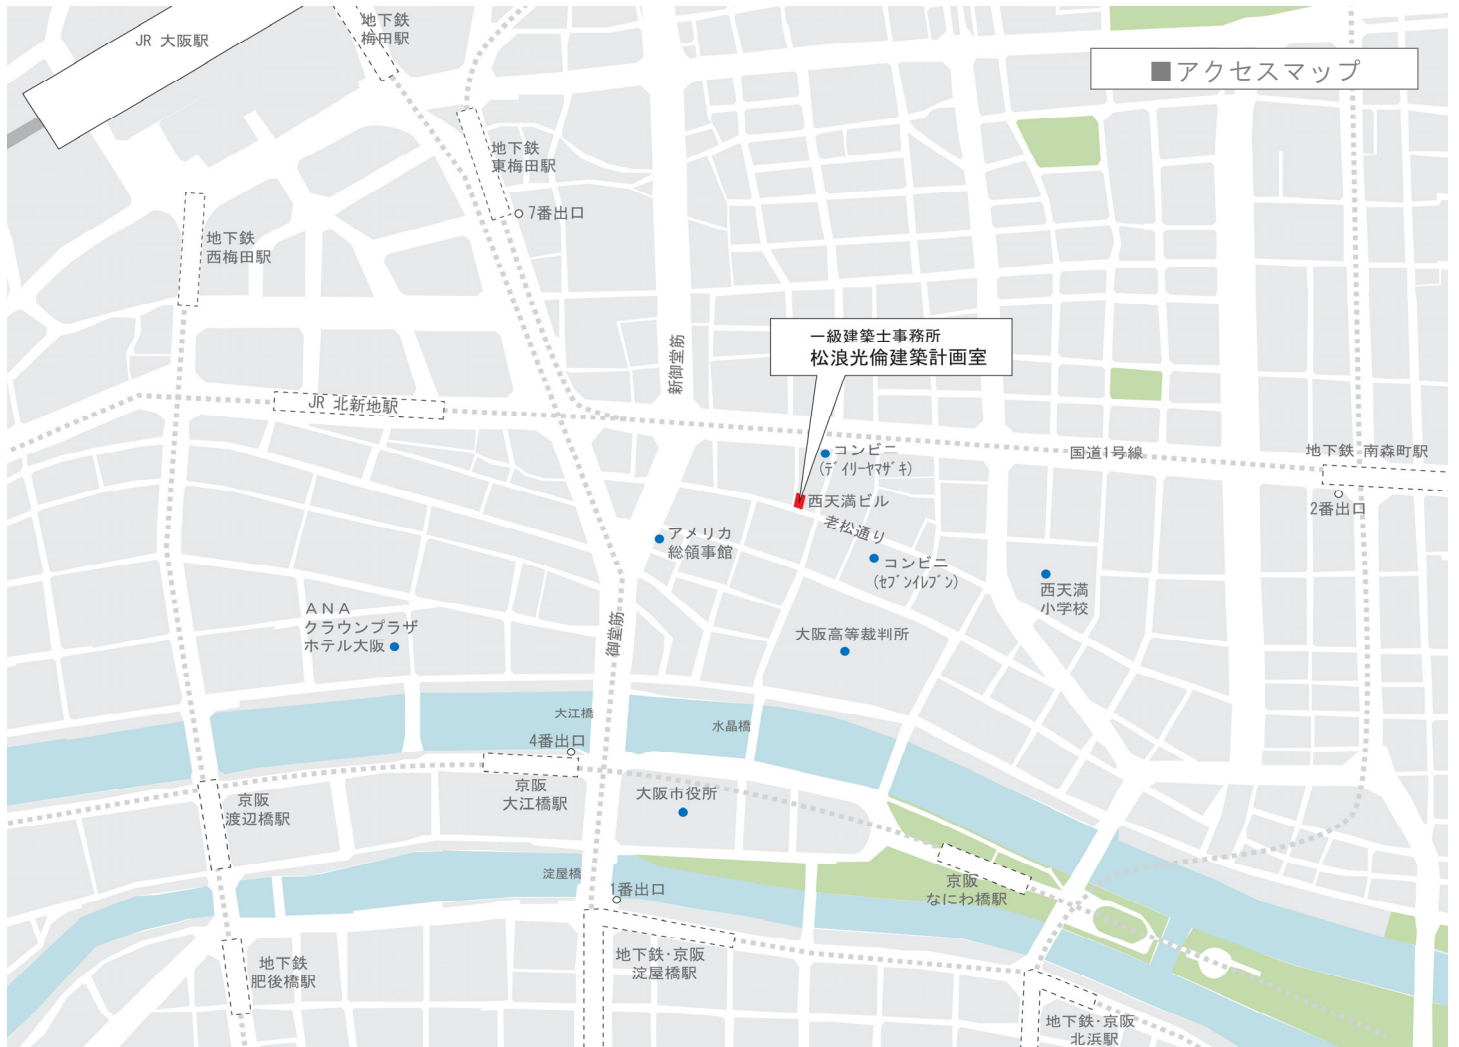 JR 大阪駅
地下鉄
梅田駅
■アクセスマップ
地下鉄
東梅田駅
7番出口
地下鉄
西梅田駅
新御堂筋
一級建築士事務所
松浪光倫建築計画室
JR 北新地駅
コンビニ
(ﾃﾞｲﾘｰﾔﾏｻﾞｷ)
国道1号線
地下鉄 南森町駅
2番出口
西天満ビル
老松通り
アメリカ
総領事館
コンビニ
(ｾﾌﾞﾝｲﾚﾌﾞﾝ)
西天満
小学校
ANA
クラウンプラザ
ホテル大阪
御堂筋
大阪高等裁判所
大江橋
水晶橋
4番出口
京阪
大江橋駅
大阪市役所
京阪
渡辺橋駅
淀屋橋
1番出口
京阪
なにわ橋駅
地下鉄･京阪
淀屋橋駅
地下鉄
肥後橋駅
地下鉄･京阪
北浜駅